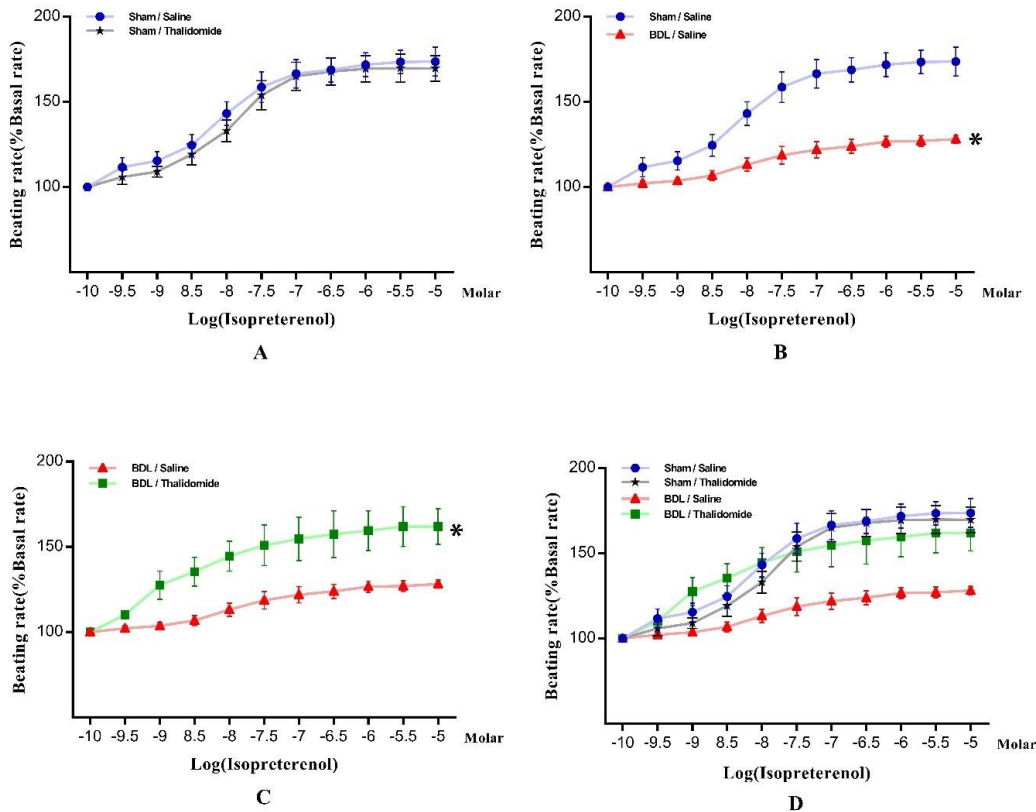 Sham / Saline
Sham / Thalidomide
Beating rate(%Basal rate)
200
150
100
-10 -9.5 -9 8.5 -8 -7.5 -7 -6.5 -6 -5.5 -5 Molar
Log(Isopreterenol)
A
Sham / Saline
BDL / Saline
Beating rate(%Basal rate)
200
150
100
-10 -9.5 -9 8.5 -8 -7.5 -7 -6.5 -6 -5.5 -5 Molar
*
Log(Isopreterenol)
B
BDL / Saline
BDL / Thalidomide
Beating rate(%Basal rate)
200
150
100
-10 -9.5 -9 8.5 -8 -7.5 -7 -6.5 -6 -5.5 -5 Molar
*
Log(Isopreterenol)
C
Sham / Saline
Sham / Thalidomide
BDL / Saline
BDL / Thalidomide
Beating rate(%Basal rate)
200
150
100
-10 -9.5 -9 8.5 -8 -7.5 -7 -6.5 -6 -5.5 -5 Molar
Log(Isopreterenol)
D